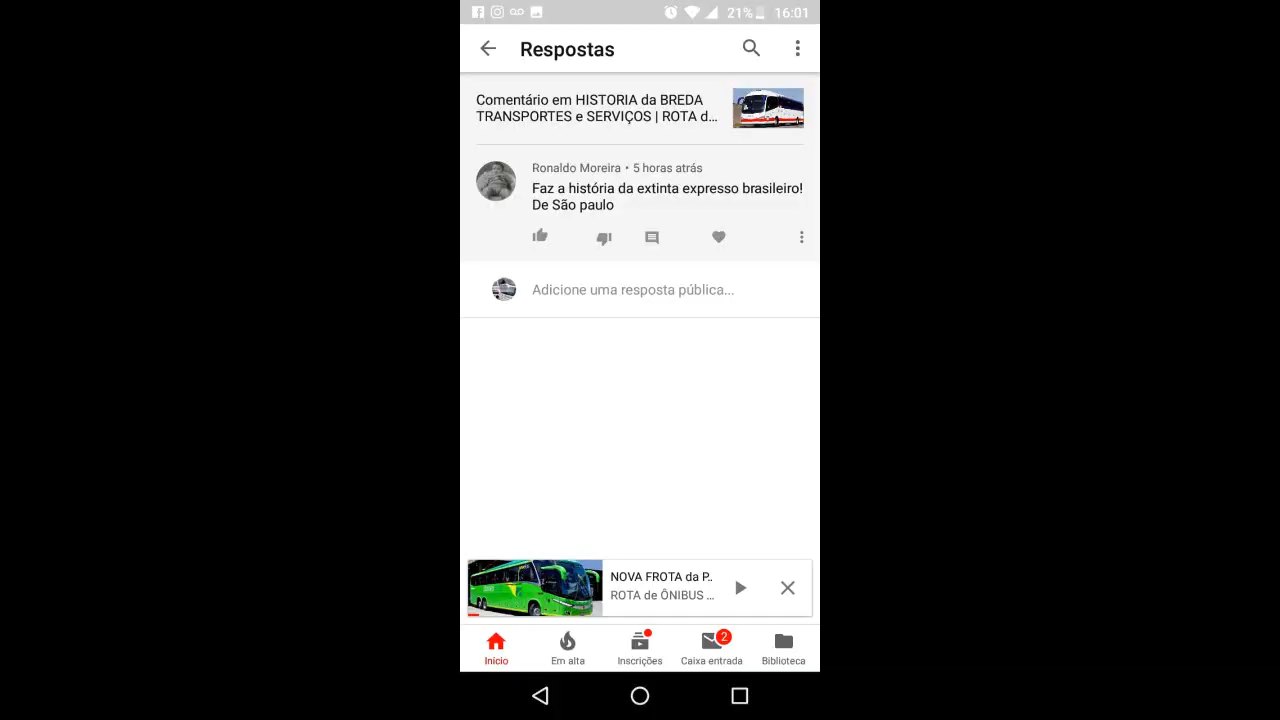 21% 16:01
Respostas
Comentário em HISTORIA da BREDA
TRANSPORTES e SERVIÇOS | ROTA d...
Ronaldo Moreira • 5 horas atrás
Faz a história da extinta expresso brasileiro!
De São paulo
Adicione uma resposta pública...
NOVA FROTA da P..
ROTA de ÔNIBUS ...
2
Início Em alta Inscrições Caixa entrada Biblioteca